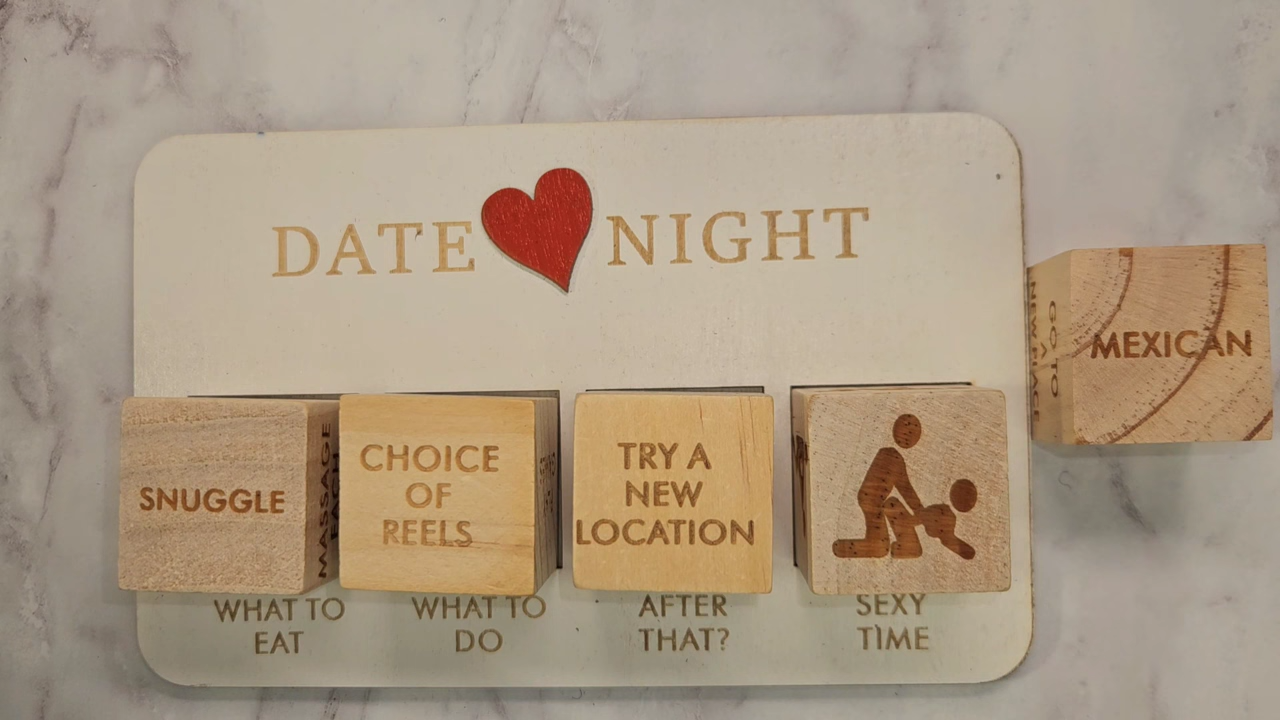 DATE NIGHT
SNUGGLE
MASSAGE
CHOICE
OF
REELS
TRY A
NEW
LOCATION
GO TO
A
NEW PLACE
MEXICAN
WHAT TO
EAT
WHAT TO
DO
AFTER
THAT?
SEXY
TIME